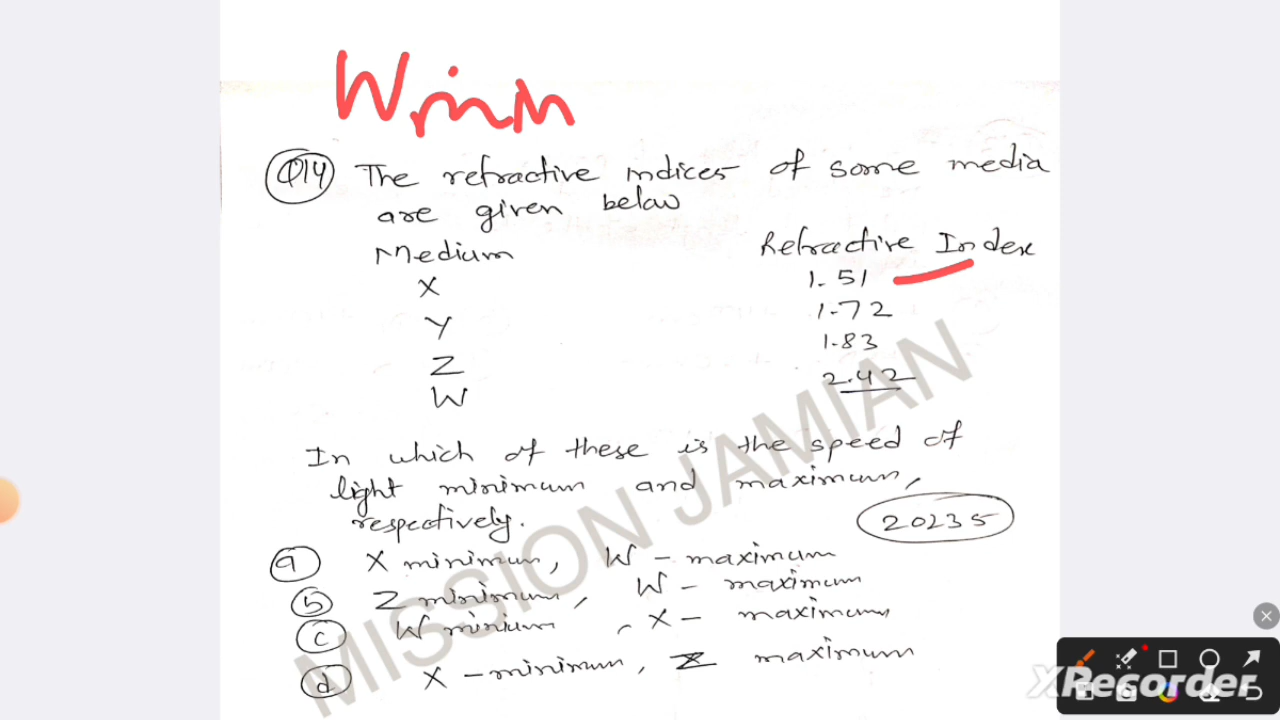 W min
Q14 The refractive indices of some media
are given below
Medium Refractive Index
X 1.51
Y 1.72
Z 1.83
W 2.42
In which of these is the speed of
light minimum and maximum,
respectively.
2023 S
a X minimum, W - maximum
b Z minimum, W - maximum
c W minium , X - maximum
d X - minimum, Z maximum
MISSION JAMIAN
XRecorder